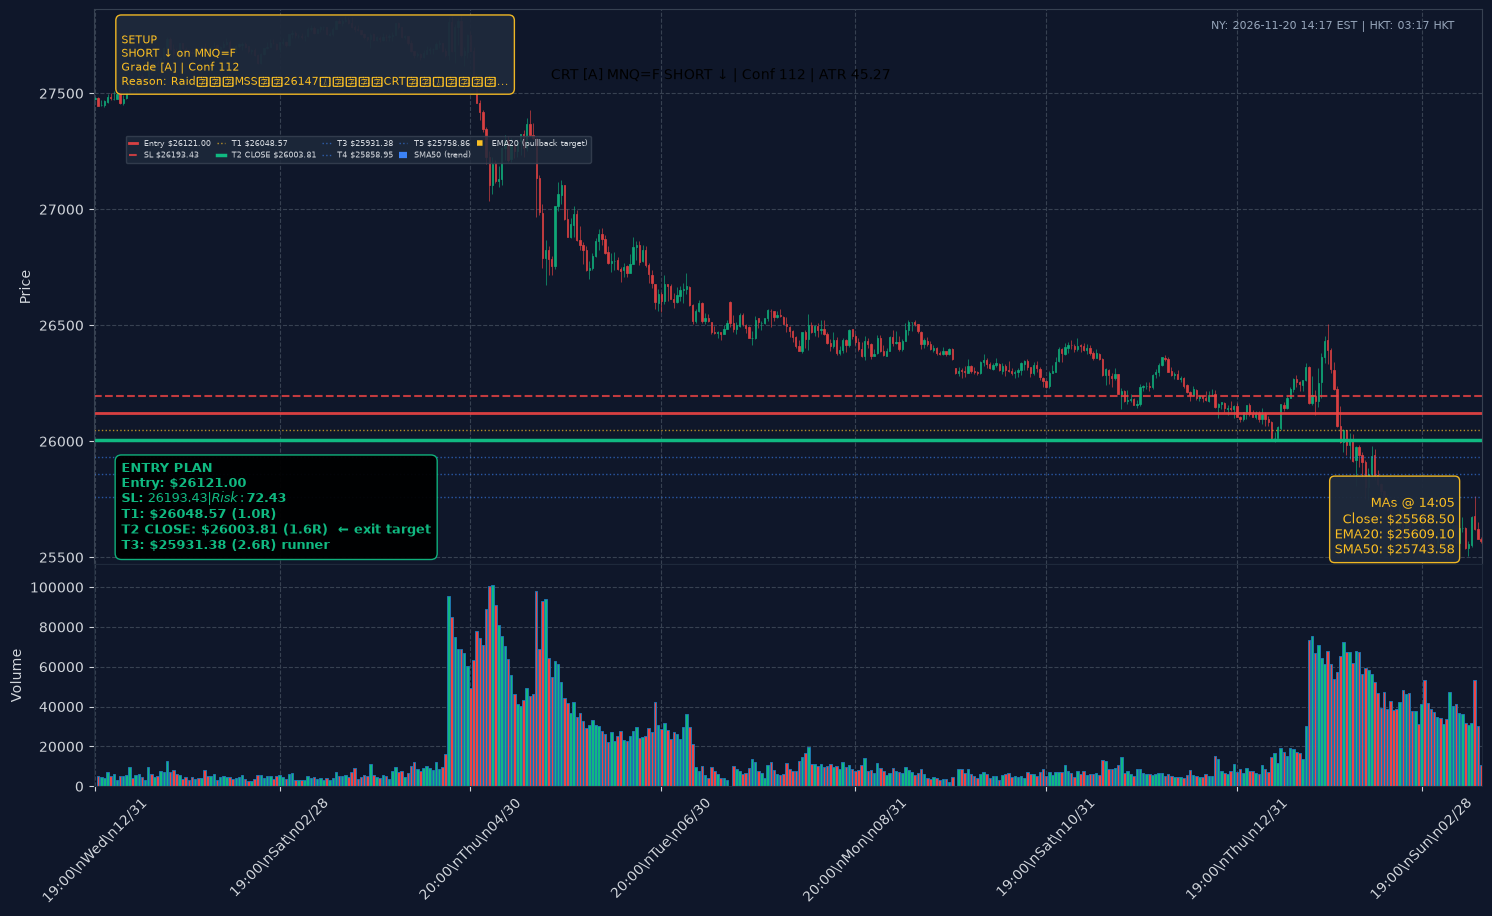 NY: 2026-11-20 14:17 EST | HKT: 03:17 HKT
SETUP
SHORT ↓ on MNQ=F
Grade [A] | Conf 112
Reason: Raid▯▯▯MSS▯▯26147▯▯▯▯▯▯CRT▯▯▯▯▯▯▯▯...
CRT [A] MNQ=F SHORT ↓ | Conf 112 | ATR 45.27
Entry $26121.00
SL $26193.43
T1 $26048.57
T2 CLOSE $26003.81
T3 $25931.38
T4 $25858.95
T5 $25758.86
SMA50 (trend)
EMA20 (pullback target)
Price
27500
27000
26500
26000
25500
ENTRY PLAN
Entry: $26121.00
SL: 26193.43|Risk:72.43
T1: $26048.57 (1.0R)
T2 CLOSE: $26003.81 (1.6R) ← exit target
T3: $25931.38 (2.6R) runner
MAs @ 14:05
Close: $25568.50
EMA20: $25609.10
SMA50: $25743.58
Volume
100000
80000
60000
40000
20000
0
19:00\nWed\n12/31
19:00\nSat\n02/28
20:00\nThu\n04/30
20:00\nTue\n06/30
20:00\nMon\n08/31
19:00\nSat\n10/31
19:00\nThu\n12/31
19:00\nSun\n02/28